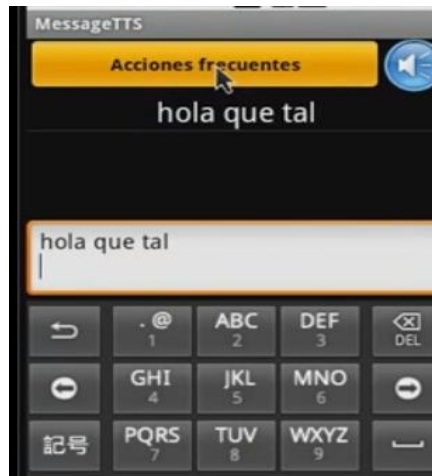 MessageTTS
Acciones frecuentes
hola que tal
hola que tal
. @ ABC DEF DEL
1 2 3
GHI JKL MNO
4 5 6
記号 PQRS TUV WXYZ
7 8 9